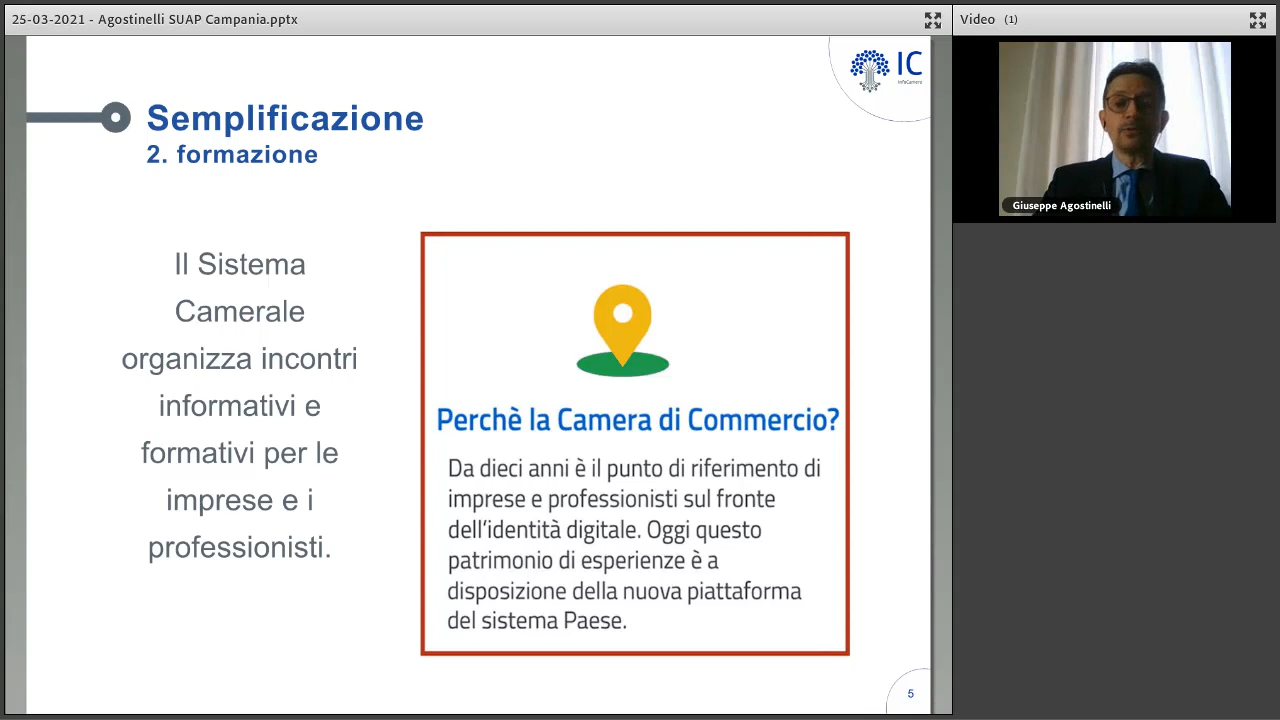 25-03-2021 - Agostinelli SUAP Campania.pptx
Video (1)
IC
InfoCamere
Semplificazione
2. formazione
Il Sistema
Camerale
organizza incontri
informativi e
formativi per le
imprese e i
professionisti.
Perchè la Camera di Commercio?
Da dieci anni è il punto di riferimento di
imprese e professionisti sul fronte
dell'identità digitale. Oggi questo
patrimonio di esperienze è a
disposizione della nuova piattaforma
del sistema Paese.
5
Giuseppe Agostinelli